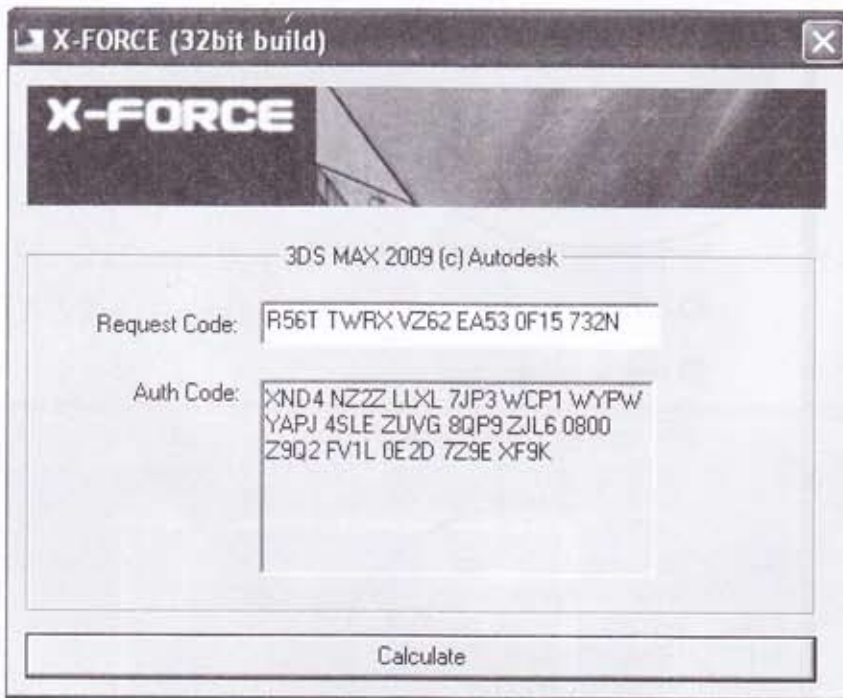 X-FORCE (32bit build)
X-FORCE
3DS MAX 2009 (c) Autodesk
Request Code: R56T TWRX VZ62 EA53 0F15 732N
Auth Code: XND4 NZ2Z LLXL 7JP3 WCP1 WYPW
YAPJ 4SLE ZUVG 8QP9 ZJL6 0800
Z9Q2 FV1L 0E2D 7Z9E XF9K
Calculate